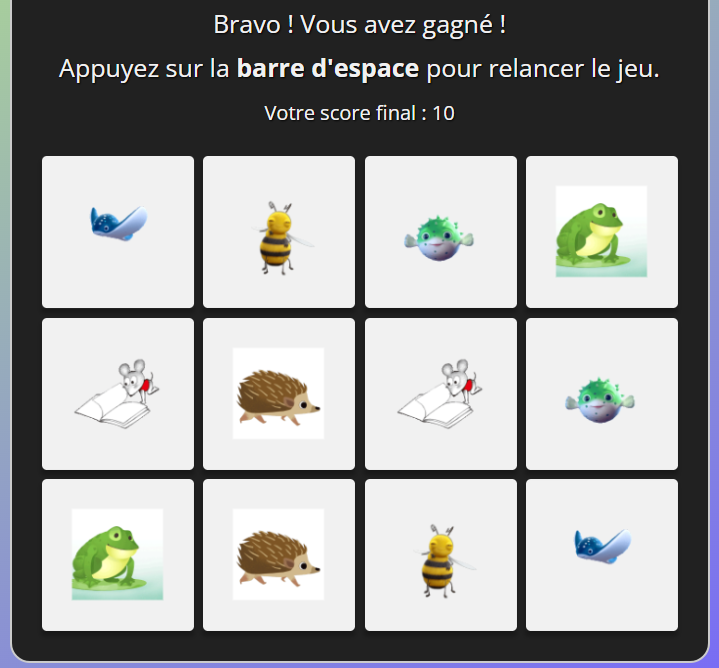 Bravo ! Vous avez gagné !
Appuyez sur la barre d'espace pour relancer le jeu.
Votre score final : 10